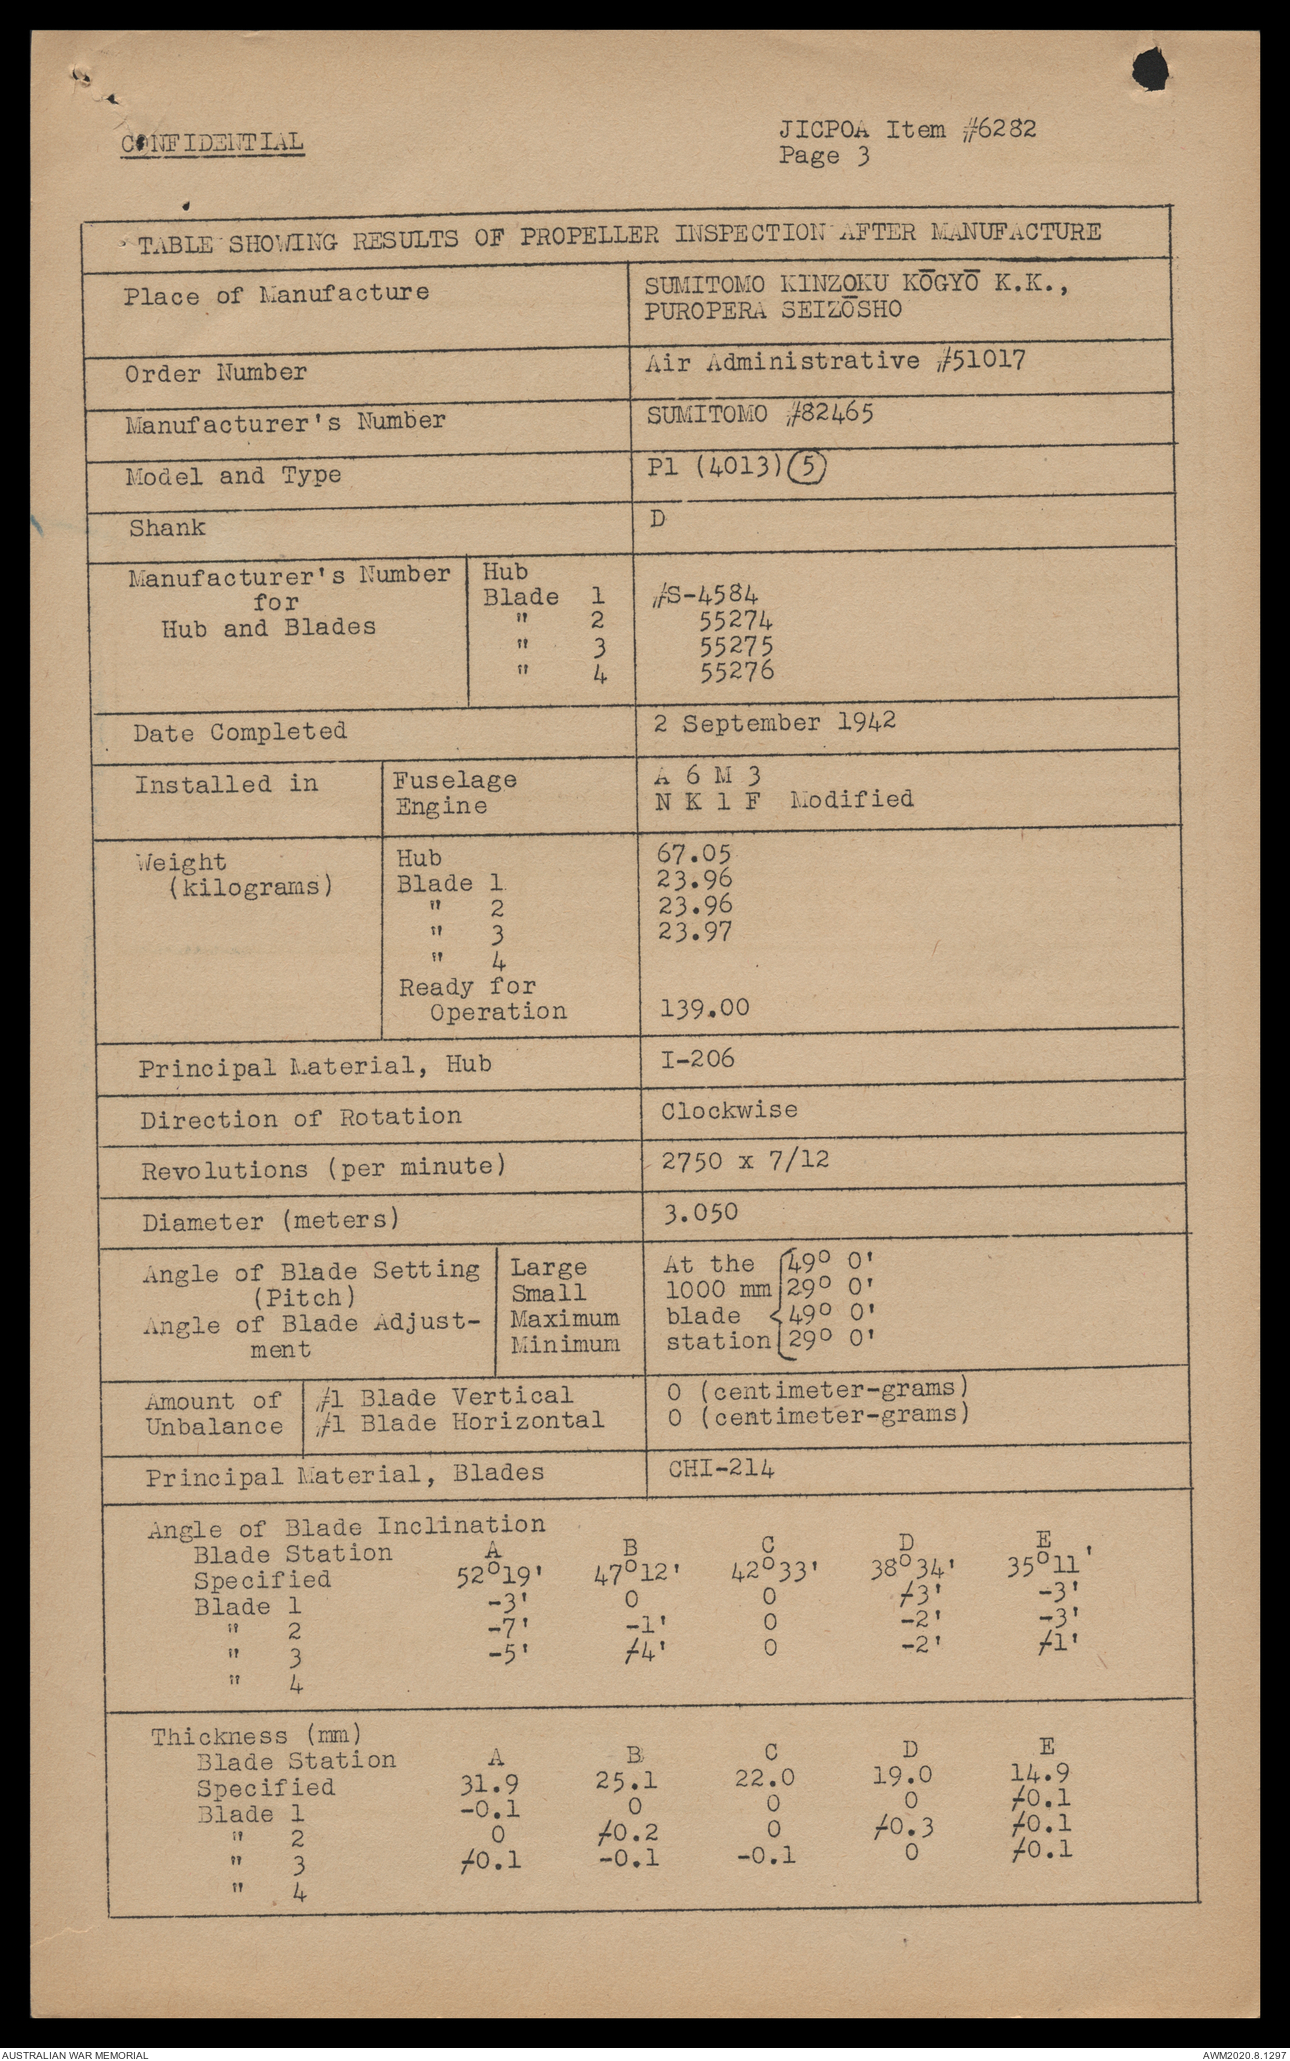 CONFIDENTIAL
JICPOA Item #6282
Page 3
TABLE SHOWING RESULTS OF PROPELLER INSPECTION AFTER MANUFACTURE
Place of Manufacture
SUMITOMO KINZOKU KŌGYŌ K.K.,
PUROPERA SEIZŌSHO
Order Number
Air Administrative #51017
Manufacturer's Number
SUMITOMO #82465
Model and Type
P1 (4013) (5)
Shank
D
Manufacturer's Number
for
Hub and Blades
Hub
Blade 1 #S-4584
" 2 55274
" 3 55275
" 4 55276
Date Completed
2 September 1942
Installed in
Fuselage A 6 M 3
Engine N K 1 F Modified
Weight
(kilograms)
Hub 67.05
Blade 1 23.96
" 2 23.96
" 3 23.97
" 4
Ready for
Operation 139.00
Principal Material, Hub
I-206
Direction of Rotation
Clockwise
Revolutions (per minute)
2750 x 7/12
Diameter (meters)
3.050
Angle of Blade Setting
(Pitch)
Angle of Blade Adjust-
ment
Large At the 49° 0'
Small 1000 mm 29° 0'
Maximum blade 49° 0'
Minimum station 29° 0'
Amount of
Unbalance
#1 Blade Vertical 0 (centimeter-grams)
#1 Blade Horizontal 0 (centimeter-grams)
Principal Material, Blades
CHI-214
Angle of Blade Inclination
Blade Station A B C D E
Specified 52°19' 47°12' 42°33' 38°34' 35°11'
Blade 1 -3' 0 0 ≠3' -3'
" 2 -7' -1' 0 -2' -3'
" 3 -5' ≠4' 0 -2' ≠1'
" 4
Thickness (mm)
Blade Station A B C D E
Specified 31.9 25.1 22.0 19.0 14.9
Blade 1 -0.1 0 0 0 ≠0.1
" 2 0 ≠0.2 0 ≠0.3 ≠0.1
" 3 ≠0.1 -0.1 -0.1 0 ≠0.1
" 4
AUSTRALIAN WAR MEMORIAL
AWM2020.8.1297